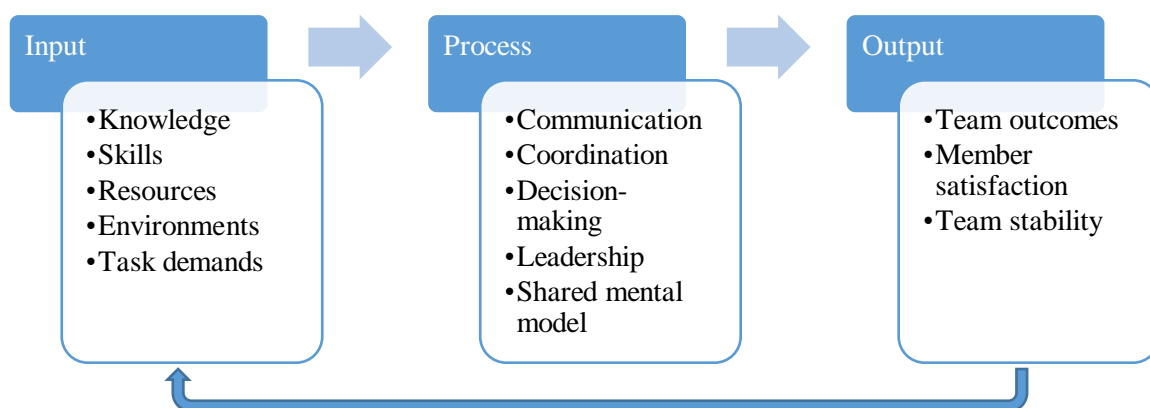 Input
•Knowledge
•Skills
•Resources
•Environments
•Task demands
Process
•Communication
•Coordination
•Decision-
making
•Leadership
•Shared mental
model
Output
•Team outcomes
•Member
satisfaction
•Team stability